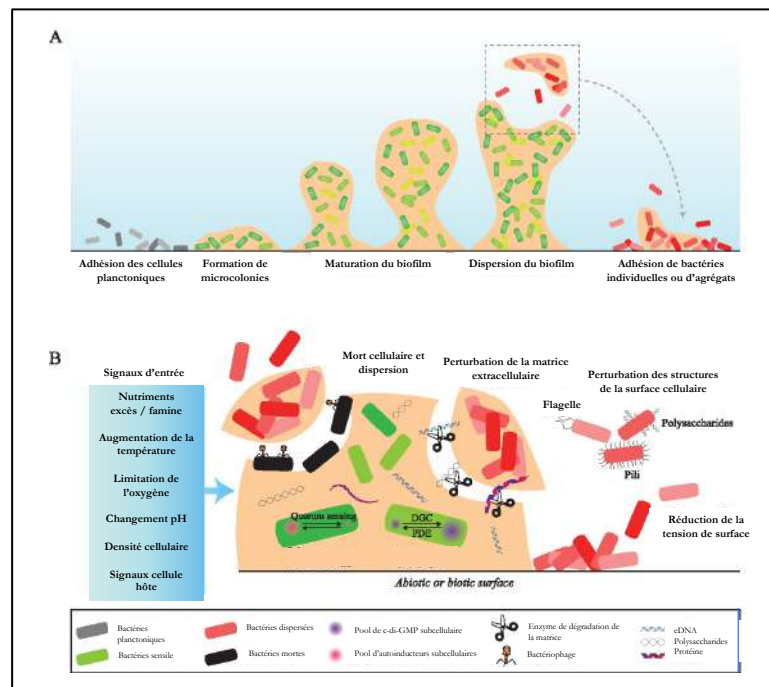 A
Adhésion des cellules
planctoniques
Formation de
microcolonies
Maturation du biofilm
Dispersion du biofilm
Adhésion de bactéries
individuelles ou d'agrégats
B
Signaux d'entrée
Nutriments
excès / famine
Augmentation de la
température
Limitation de
l'oxygène
Changement pH
Densité cellulaire
Signaux cellule
hôte
Mort cellulaire et
dispersion
Perturbation de la matrice
extracellulaire
Perturbation des structures
de la surface cellulaire
Flagelle
Polysaccharides
Pili
Réduction de la
tension de surface
Quorum sensing
DGC
PDE
Abiotic or biotic surface
Bactéries
planctoniques
Bactéries sensile
Bactéries dispersées
Bactéries mortes
Pool de c-di-GMP subcellulaire
Pool d'autoinducteurs subcellulaires
Enzyme de dégradation de
la matrice
Bactériophage
eDNA
Polysaccharides
Protéine